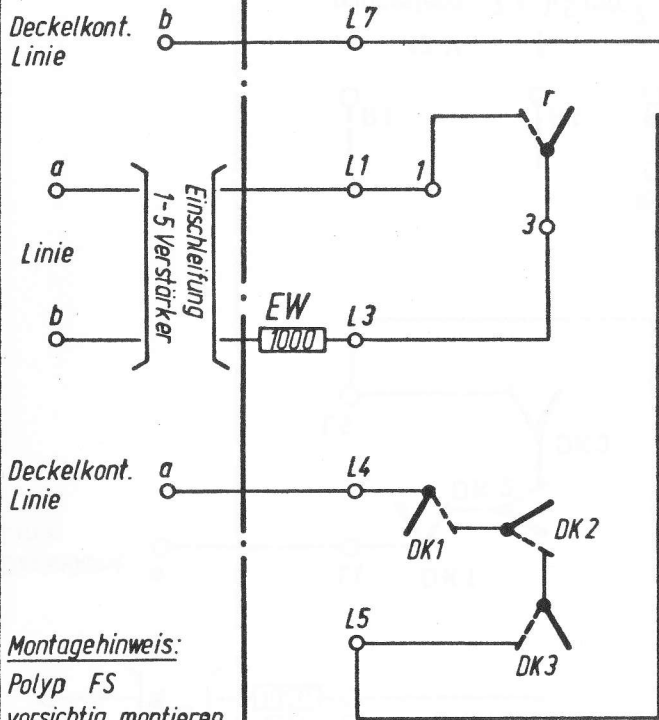 Deckelkont. b L7
Linie
r
a L1 1
Einschleifung
1-5 Verstärker
3
Linie
b EW L3
1000
Deckelkont. a L4
Linie
DK1 DK2
L5
DK3
Montagehinweis:
Polyp FS
vorsichtig montieren